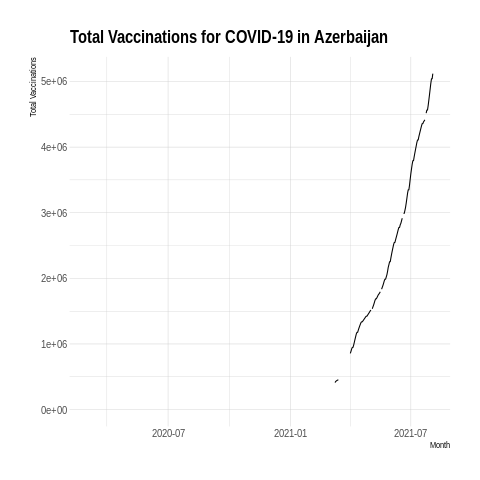 Total Vaccinations for COVID-19 in Azerbaijan
Total Vaccinations
5e+06
4e+06
3e+06
2e+06
1e+06
0e+00
2020-07
2021-01
2021-07
Month